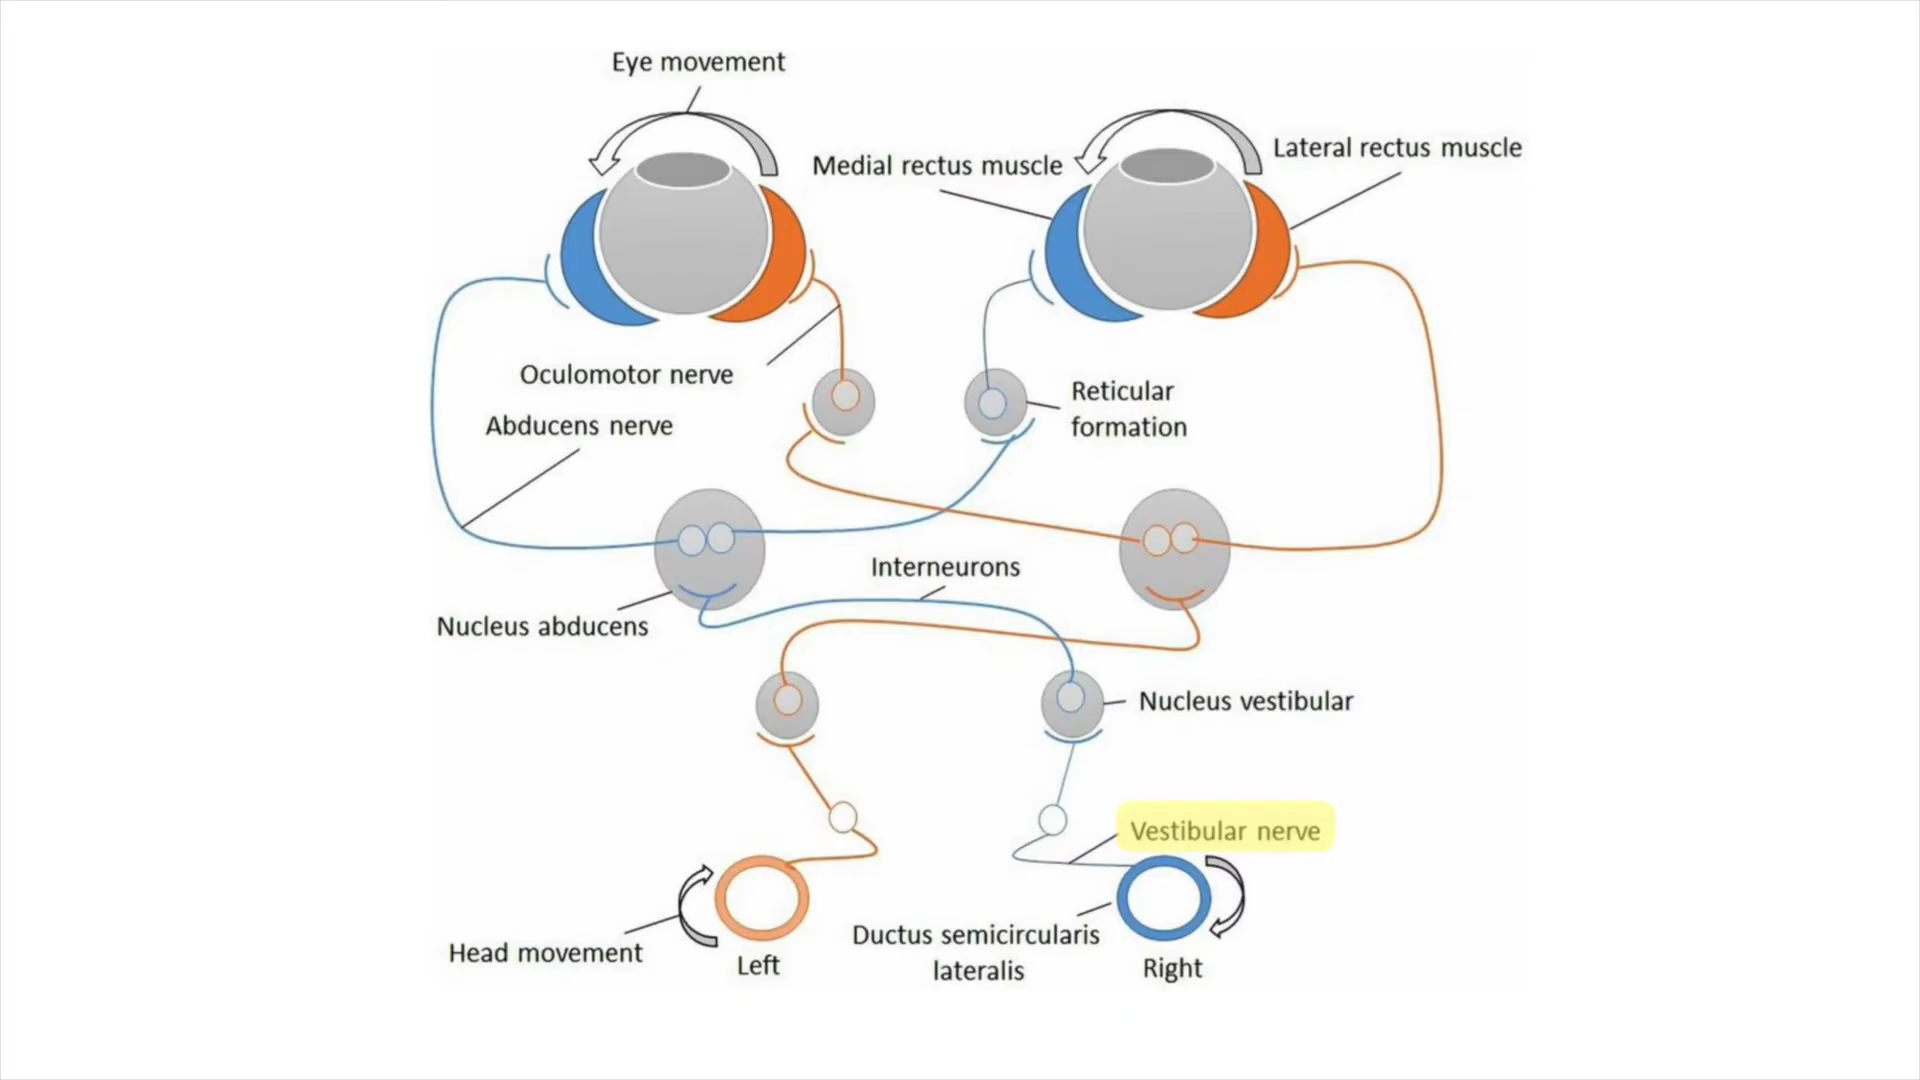 Eye movement
Medial rectus muscle
Lateral rectus muscle
Oculomotor nerve
Reticular
formation
Abducens nerve
Interneurons
Nucleus abducens
Nucleus vestibular
Vestibular nerve
Ductus semicircularis
lateralis
Head movement
Left
Right